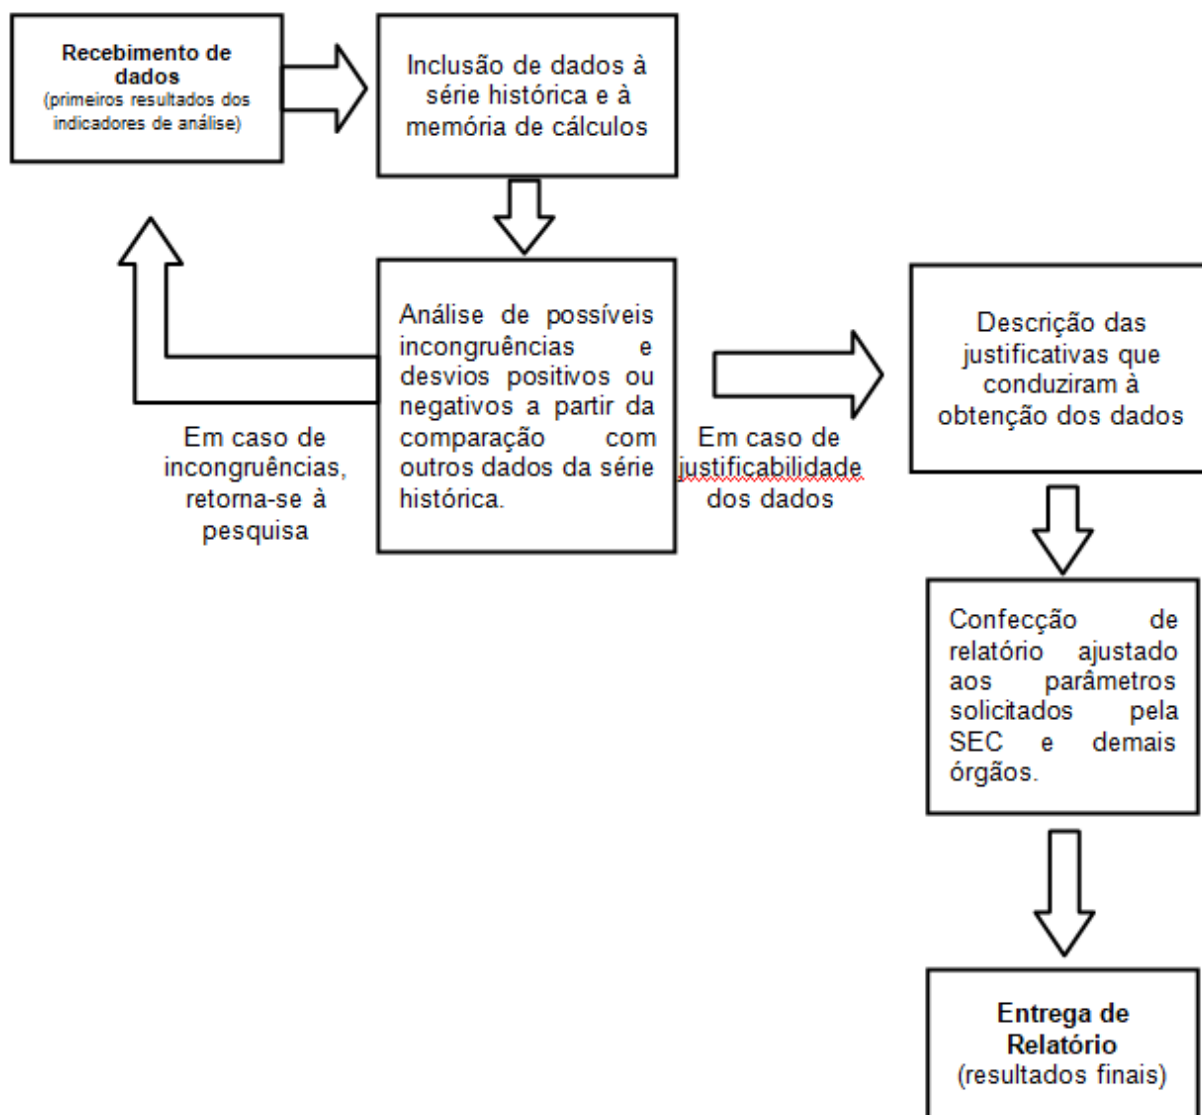 Recebimento de
dados
(primeiros resultados dos
indicadores de análise)
Inclusão de dados à
série histórica e à
memória de cálculos
Análise de possíveis
incongruências e
desvios positivos ou
negativos a partir da
comparação com
outros dados da série
histórica.
Em caso de
incongruências,
retorna-se à
pesquisa
Em caso de
justificabilidade
dos dados
Descrição das
justificativas que
conduziram à
obtenção dos dados
Confecção de
relatório ajustado
aos parâmetros
solicitados pela
SEC e demais
órgãos.
Entrega de
Relatório
(resultados finais)